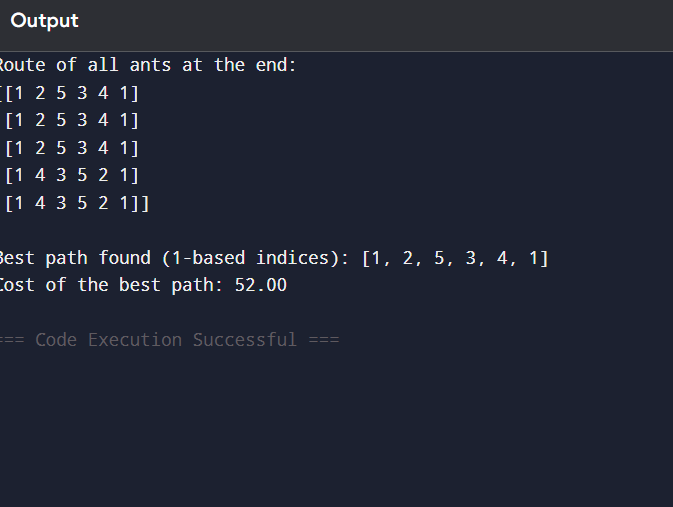 Output
Route of all ants at the end:
[[1 2 5 3 4 1]
[1 2 5 3 4 1]
[1 2 5 3 4 1]
[1 4 3 5 2 1]
[1 4 3 5 2 1]]
Best path found (1-based indices): [1, 2, 5, 3, 4, 1]
Cost of the best path: 52.00
=== Code Execution Successful ===